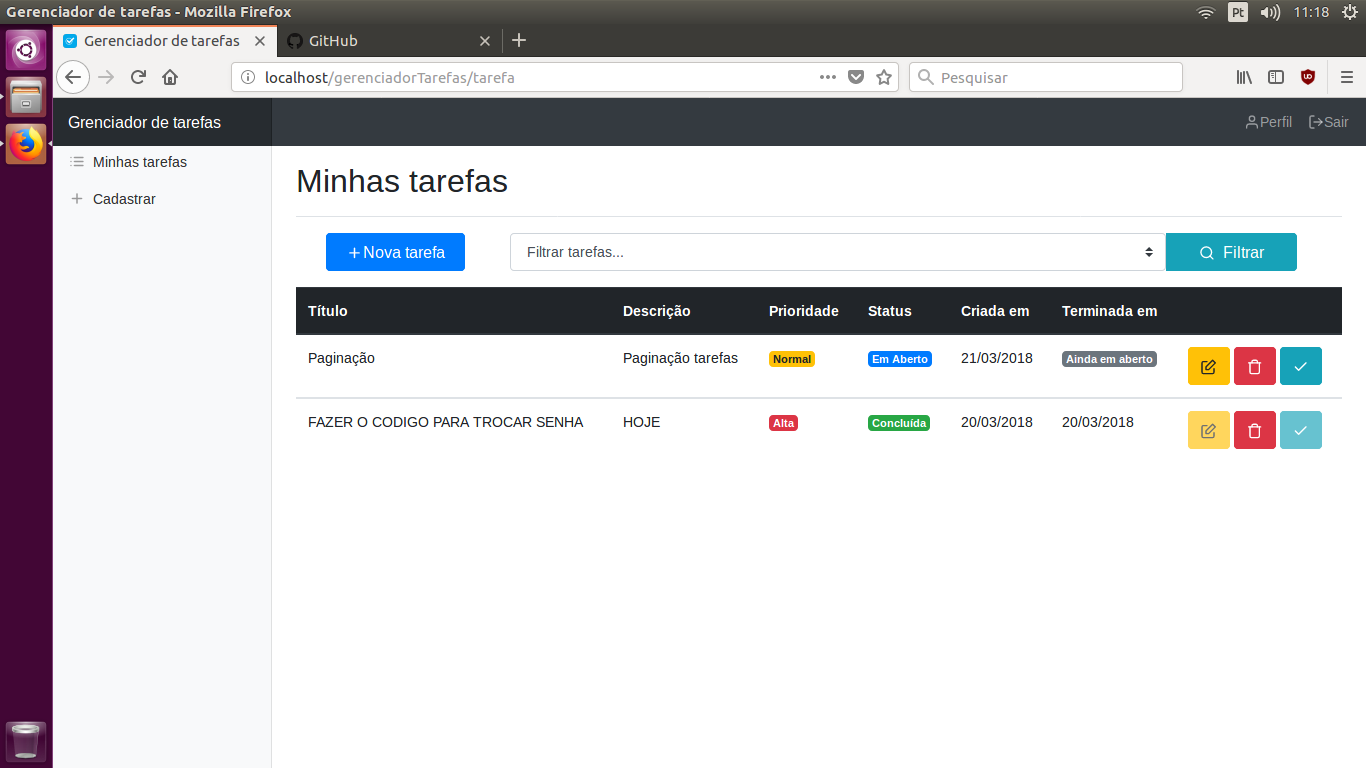 Gerenciador de tarefas - Mozilla Firefox
Pt
11:18
Gerenciador de tarefas
GitHub
localhost/gerenciadorTarefas/tarefa
Pesquisar
Grenciador de tarefas
Perfil
Sair
Minhas tarefas
Cadastrar
Minhas tarefas
Nova tarefa
Filtrar tarefas...
Filtrar
Título Descrição Prioridade Status Criada em Terminada em
Paginação Paginação tarefas Normal Em Aberto 21/03/2018 Ainda em aberto
FAZER O CODIGO PARA TROCAR SENHA HOJE Alta Concluída 20/03/2018 20/03/2018